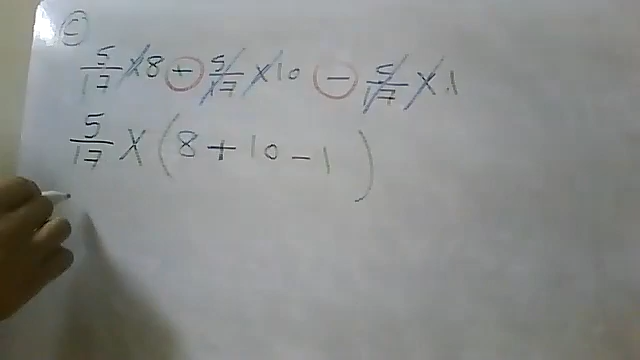 C
5/17 × 8 + 5/17 × 10 - 5/17 × 1
5/17 × (8 + 10 - 1)